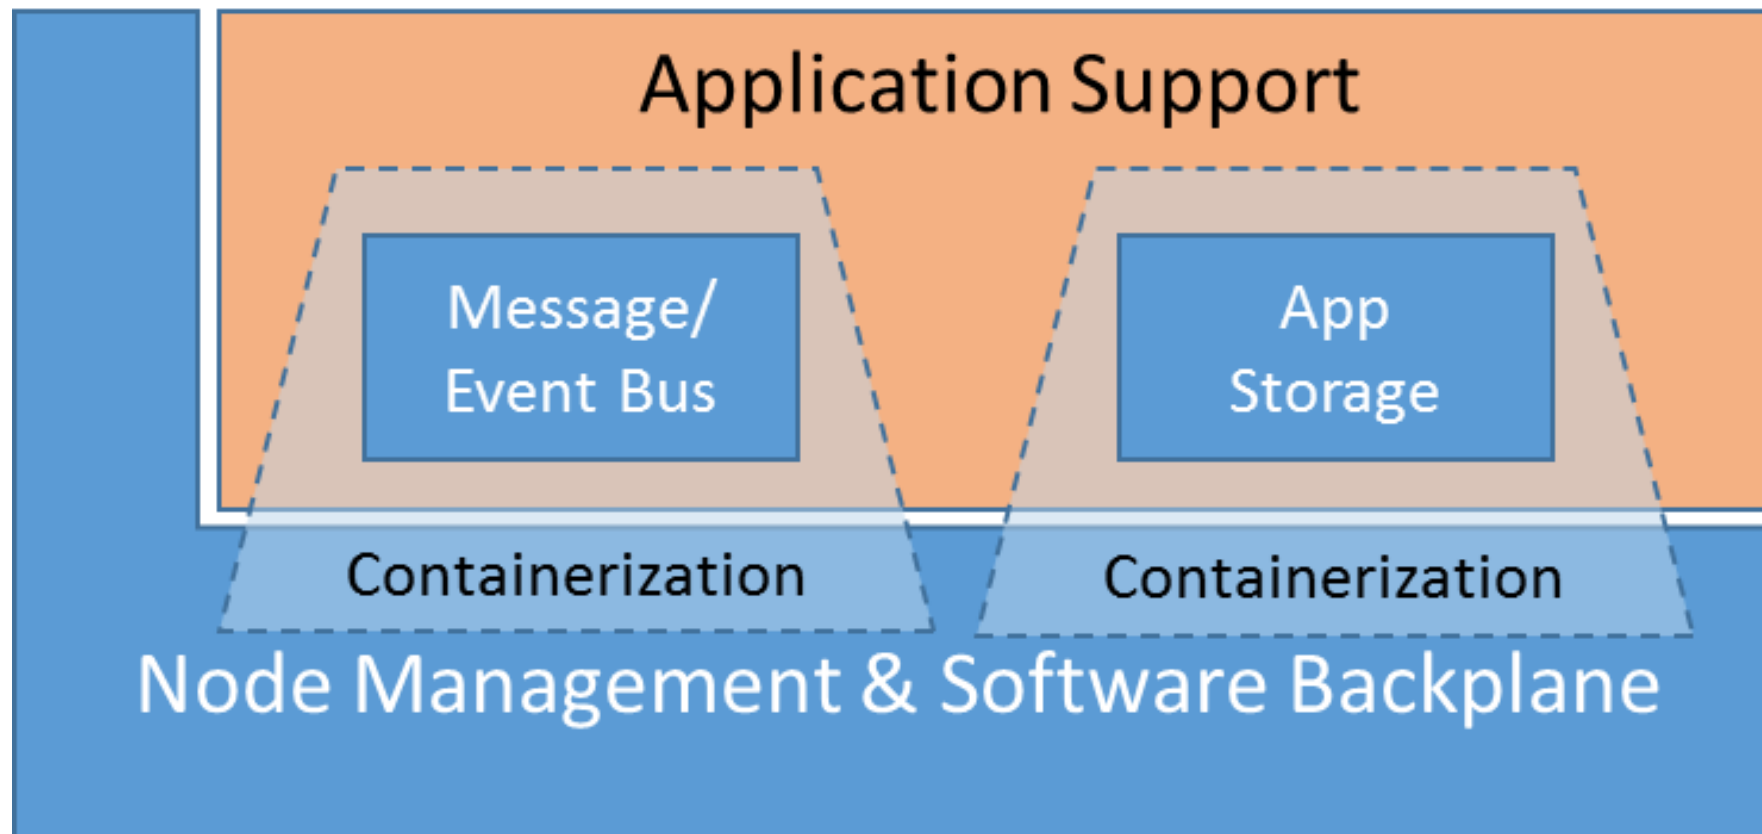 Application Support
Message/
Event Bus
App
Storage
Containerization
Containerization
Node Management & Software Backplane